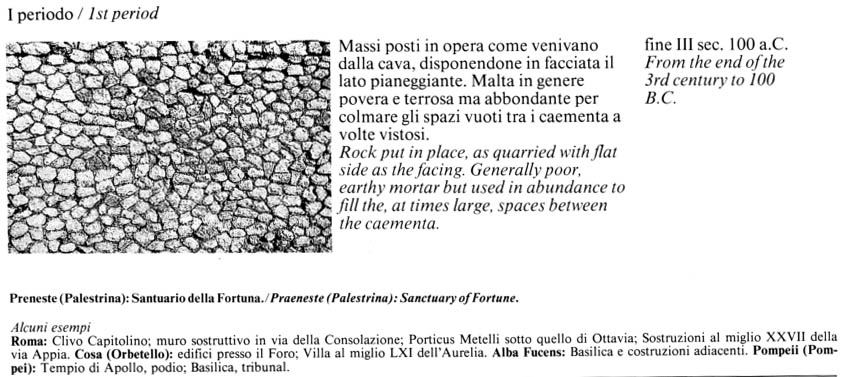 I periodo / 1st period
Massi posti in opera come venivano
dalla cava, disponendone in facciata il
lato pianeggiante. Malta in genere
povera e terrosa ma abbondante per
colmare gli spazi vuoti tra i caementa a
volte vistosi.
Rock put in place, as quarried with flat
side as the facing. Generally poor,
earthy mortar but used in abundance to
fill the, at times large, spaces between
the caementa.
fine III sec. 100 a.C.
From the end of the
3rd century to 100
B.C.
Preneste (Palestrina): Santuario della Fortuna./Praeneste (Palestrina): Sanctuary of Fortune.
Alcuni esempi
Roma: Clivo Capitolino; muro sostruttivo in via della Consolazione; Porticus Metelli sotto quello di Ottavia; Sostruzioni al miglio XXVII della
via Appia. Cosa (Orbetello): edifici presso il Foro; Villa al miglio LXI dell'Aurelia. Alba Fucens: Basilica e costruzioni adiacenti. Pompeii (Pom-
pei): Tempio di Apollo, podio; Basilica, tribunal.